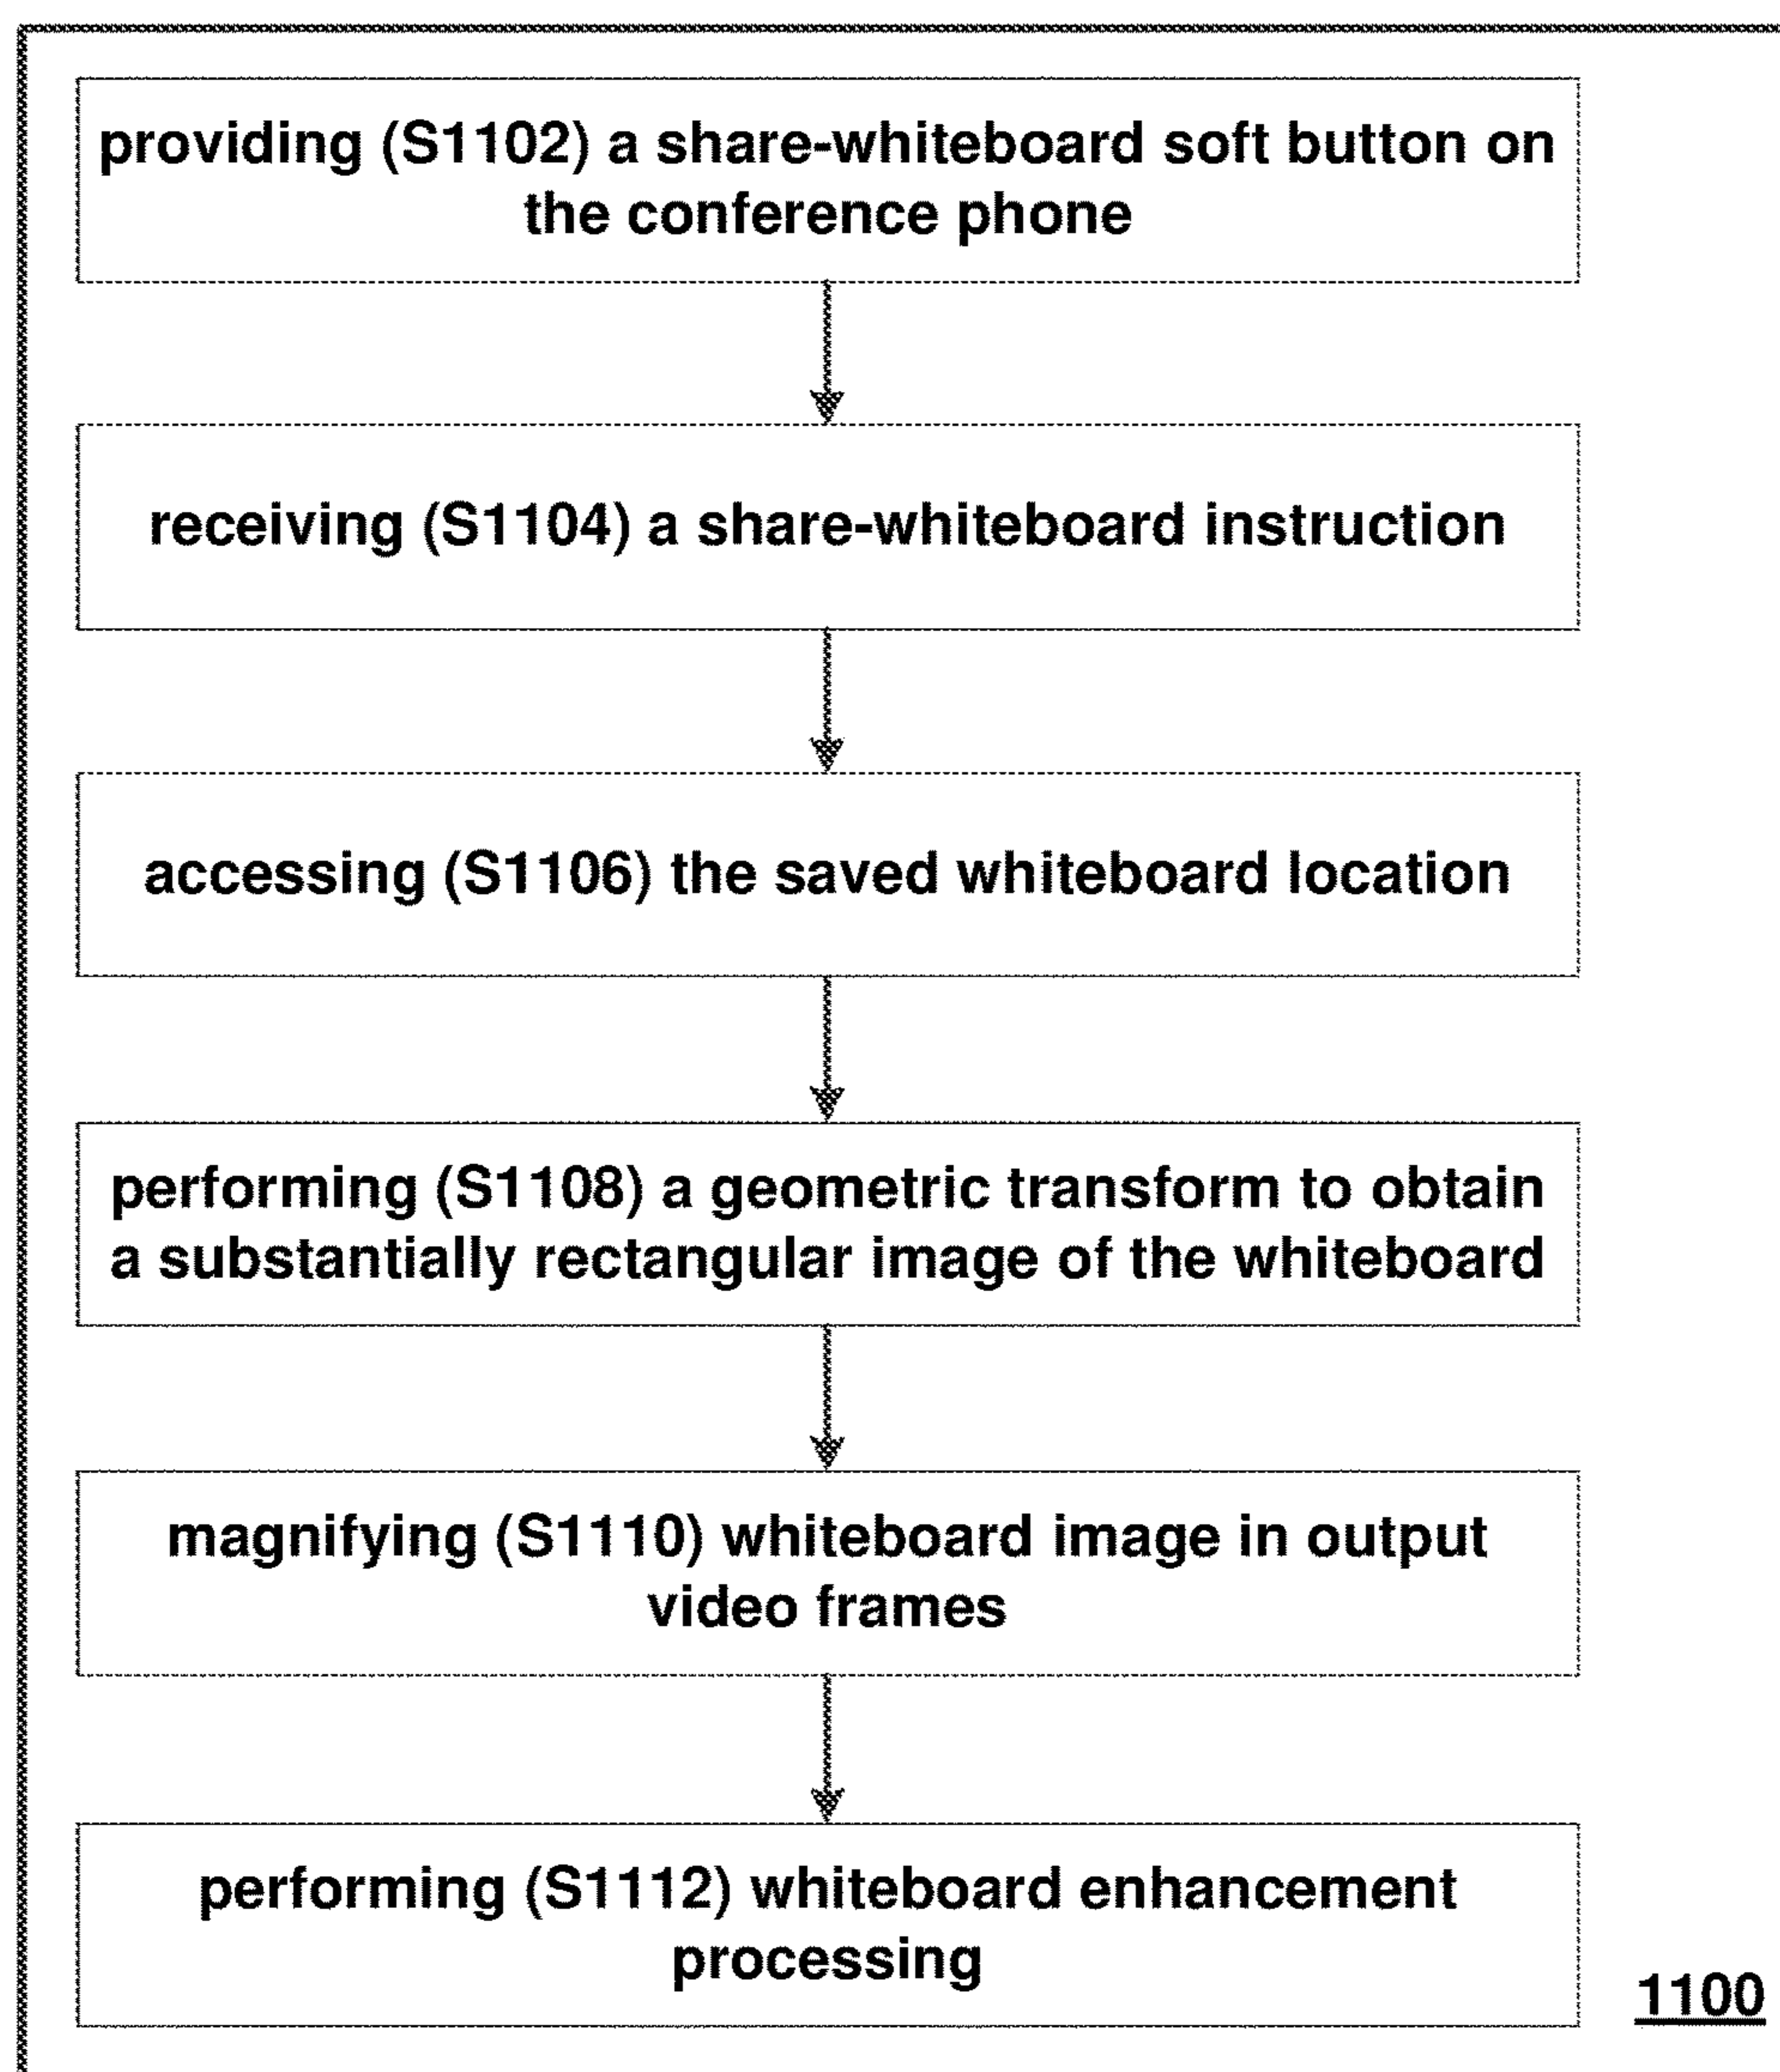 providing (S1102) a share-whiteboard soft button on
the conference phone
receiving (S1104) a share-whiteboard instruction
accessing (S1106) the saved whiteboard location
performing (S1108) a geometric transform to obtain
a substantially rectangular image of the whiteboard
magnifying (S1110) whiteboard image in output
video frames
performing (S1112) whiteboard enhancement
processing
1100